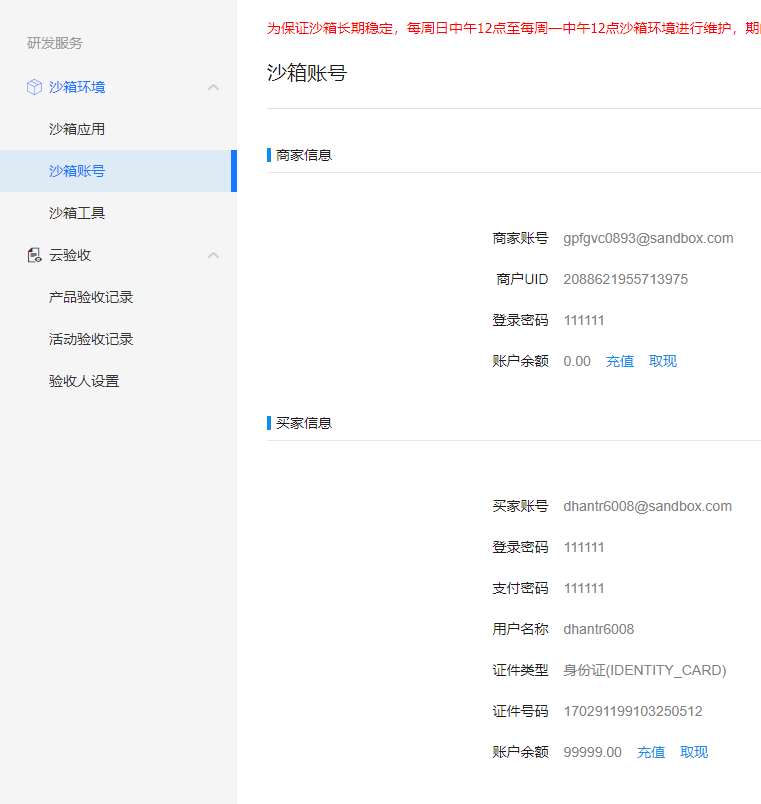 研发服务
沙箱环境
沙箱应用
沙箱账号
沙箱工具
云验收
产品验收记录
活动验收记录
验收人设置
为保证沙箱长期稳定，每周日中午12点至每周一中午12点沙箱环境进行维护，期
沙箱账号
商家信息
商家账号 gpfgvc0893@sandbox.com
商户UID 2088621955713975
登录密码 111111
账户余额 0.00 充值 取现
买家信息
买家账号 dhantr6008@sandbox.com
登录密码 111111
支付密码 111111
用户名称 dhantr6008
证件类型 身份证(IDENTITY_CARD)
证件号码 170291199103250512
账户余额 99999.00 充值 取现